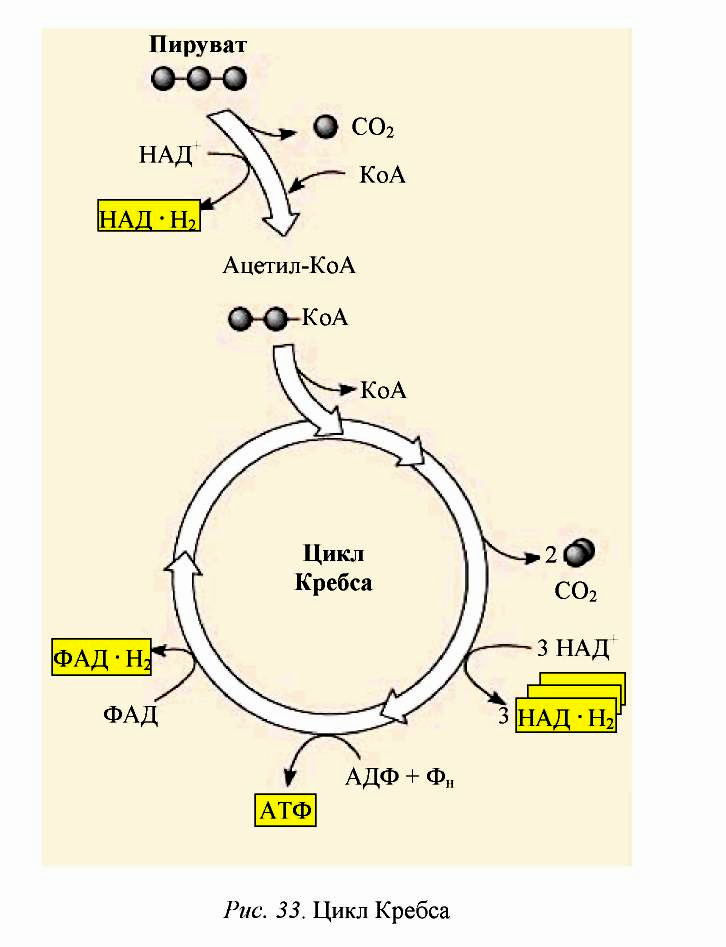 Пируват
CO₂
НАД⁺
КоА
НАД · H₂
Ацетил-КоА
КоА
КоА
Цикл
Кребса
2
CO₂
3 НАД⁺
3 НАД · H₂
ФАД · H₂
ФАД
АДФ + Фн
АТФ
Рис. 33. Цикл Кребса